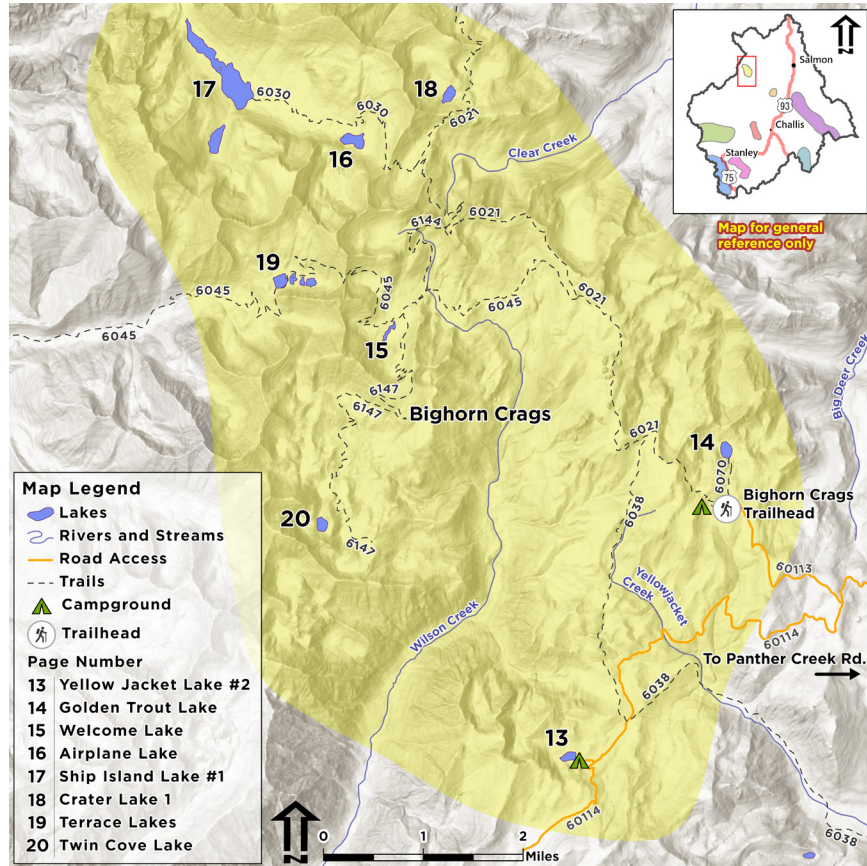 17
6030
6030
18
6021
16
Clear Creek
N
Salmon
93
Challis
Stanley
75
Map for general
reference only
6144
6021
19
6045
6045
6045
6021
15
6147
6147
Bighorn Crags
Big Deer Creek
6021
14
6070
Bighorn Crags
Trailhead
6038
20
6147
Yellowjacket
Creek
60113
Wilson Creek
60114
To Panther Creek Rd.
6038
13
60114
6038
Map Legend
Lakes
Rivers and Streams
Road Access
Trails
Campground
Trailhead
Page Number
13 Yellow Jacket Lake #2
14 Golden Trout Lake
15 Welcome Lake
16 Airplane Lake
17 Ship Island Lake #1
18 Crater Lake 1
19 Terrace Lakes
20 Twin Cove Lake
N
0 1 2
Miles